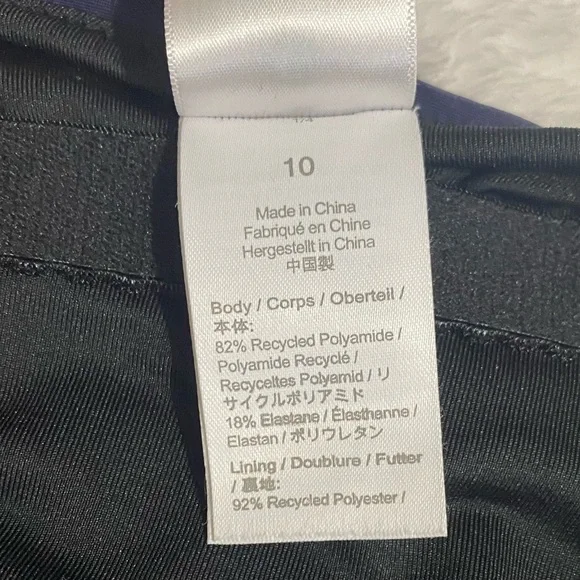 1/4
10
Made in China
Fabriqué en Chine
Hergestellt in China
中国製
Body / Corps / Oberteil /
本体:
82% Recycled Polyamide /
Polyamide Recyclé /
Recyceltes Polyamid / リ
サイクルポリアミド
18% Elastane / Élasthanne /
Elastan / ポリウレタン
Lining / Doublure / Futter
/ 裏地:
92% Recycled Polyester /